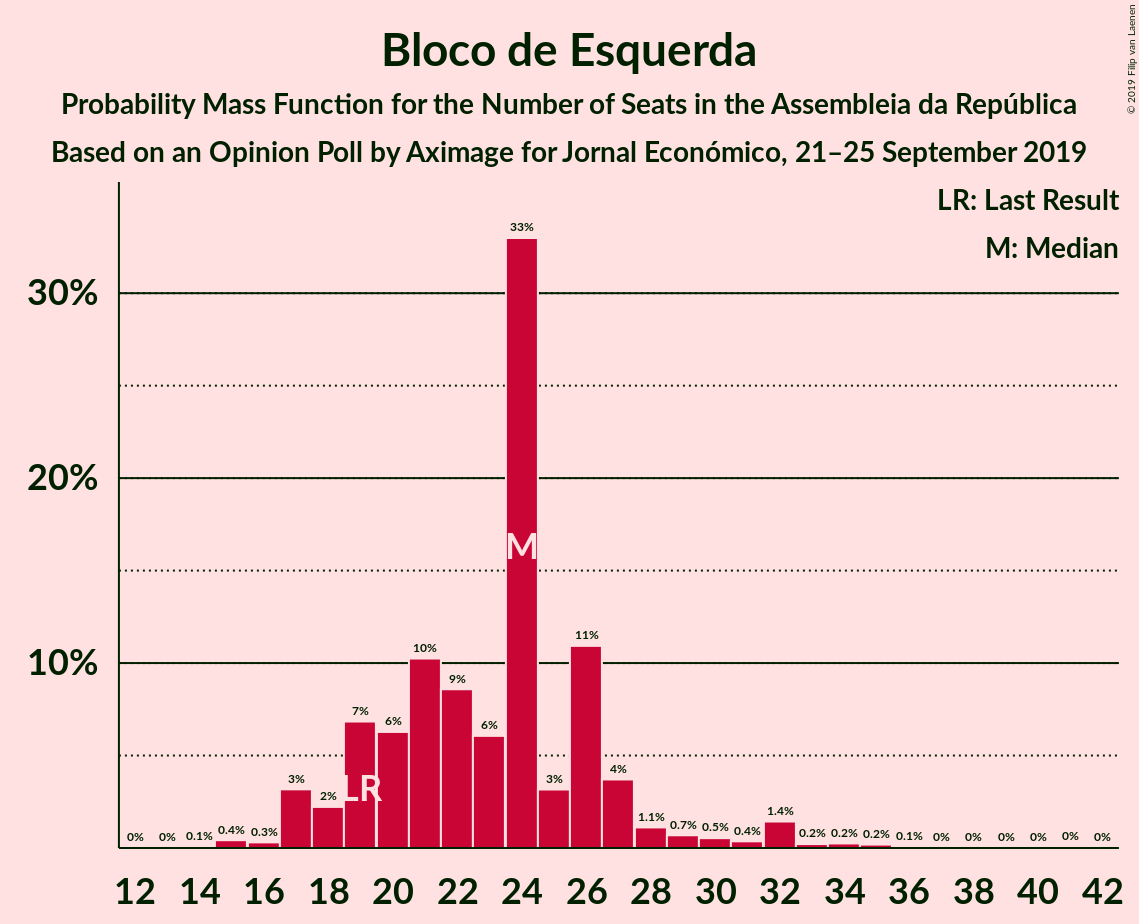 © 2019 Filip van Laenen
Bloco de Esquerda
Probability Mass Function for the Number of Seats in the Assembleia da República
Based on an Opinion Poll by Aximage for Jornal Económico, 21–25 September 2019
LR: Last Result
M: Median
30%
20%
10%
0% 0% 0.1% 0.4% 0.3% 3% 2% 7% 6% 10% 9% 6% 33% 3% 11% 4% 1.1% 0.7% 0.5% 0.4% 1.4% 0.2% 0.2% 0.2% 0.1% 0% 0% 0% 0% 0% 0%
M
LR
12 14 16 18 20 22 24 26 28 30 32 34 36 38 40 42